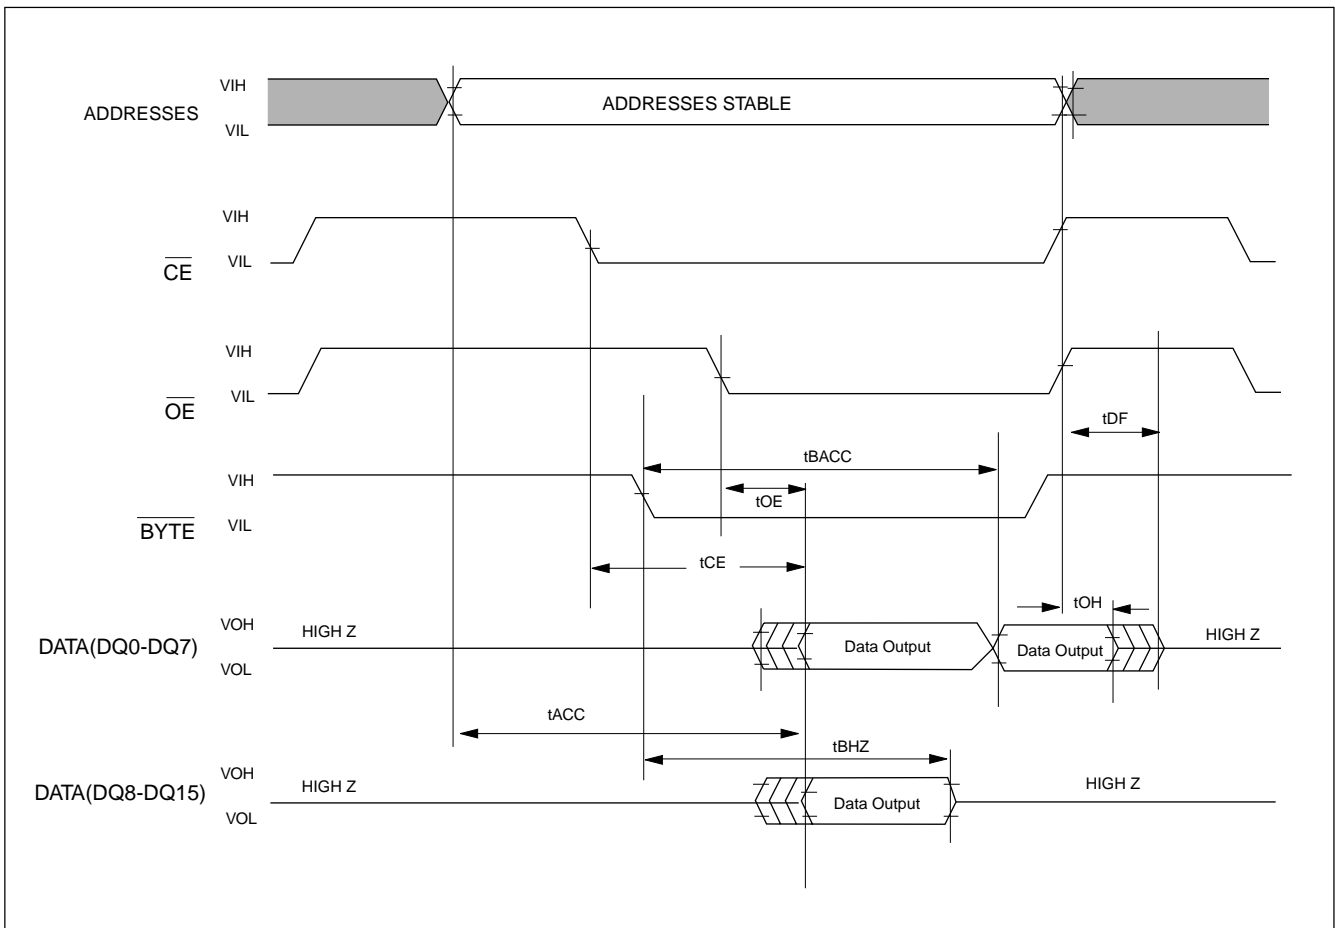 VIH
ADDRESSES
ADDRESSES STABLE
VIL
VIH
CE
VIL
VIH
OE
VIL
tDF
tBACC
VIH
tOE
BYTE
VIL
tCE
tOH
VOH
HIGH Z
DATA(DQ0-DQ7)
Data Output
Data Output
HIGH Z
VOL
tACC
tBHZ
VOH
HIGH Z
HIGH Z
DATA(DQ8-DQ15)
Data Output
VOL